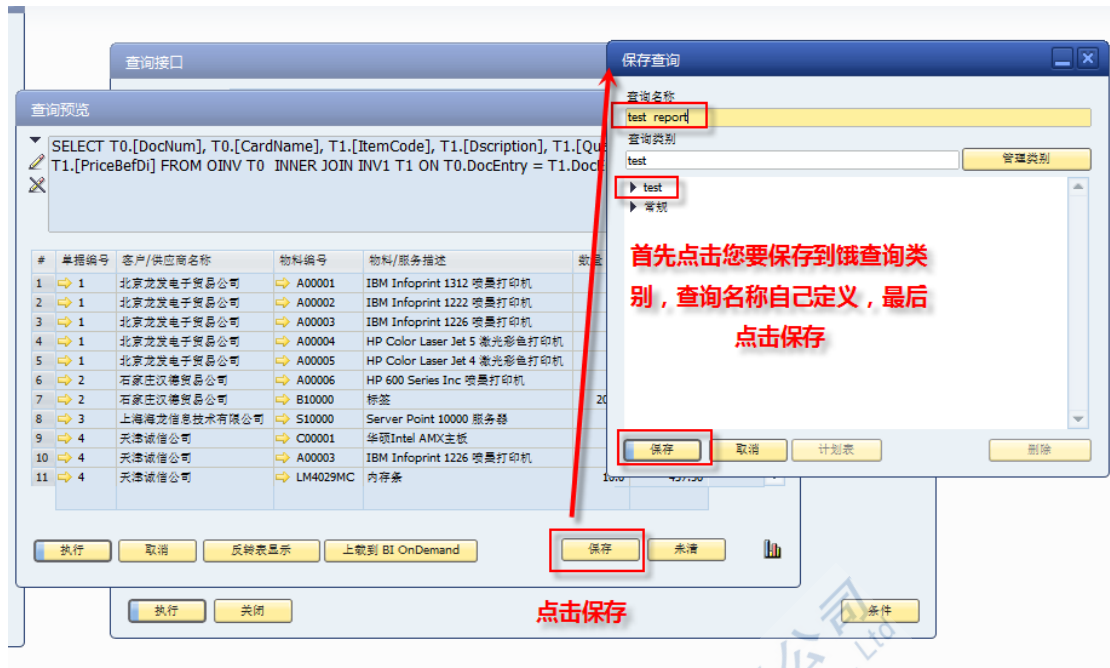 查询接口
保存查询
查询预览
查询名称
test report
查询类别
test
管理类别
SELECT T0.[DocNum], T0.[CardName], T1.[ItemCode], T1.[Dscription], T1.[Qu
T1.[PriceBefDi] FROM OINV T0 INNER JOIN INV1 T1 ON T0.DocEntry = T1.DocE
test
常规
首先点击您要保存到饿查询类
别，查询名称自己定义，最后
点击保存
# 单据编号 客户/供应商名称 物料编号 物料/服务描述 数量
1 1 北京龙发电子贸易公司 A00001 IBM Infoprint 1312 喷墨打印机
2 1 北京龙发电子贸易公司 A00002 IBM Infoprint 1222 喷墨打印机
3 1 北京龙发电子贸易公司 A00003 IBM Infoprint 1226 喷墨打印机
4 1 北京龙发电子贸易公司 A00004 HP Color Laser Jet 5 激光彩色打印机
5 1 北京龙发电子贸易公司 A00005 HP Color Laser Jet 4 激光彩色打印机
6 2 石家庄汉德贸易公司 A00006 HP 600 Series Inc 喷墨打印机
7 2 石家庄汉德贸易公司 B10000 标签 20
8 3 上海海龙信息技术有限公司 S10000 Server Point 10000 服务器
9 4 天津诚信公司 C00001 华硕Intel AMX主板
10 4 天津诚信公司 A00003 IBM Infoprint 1226 喷墨打印机
11 4 天津诚信公司 LM4029MC 内存条
保存 取消 计划表 删除
执行 取消 反转表显示 上载到 BI OnDemand 保存 未清
执行 关闭 点击保存 条件
公司
Ltd